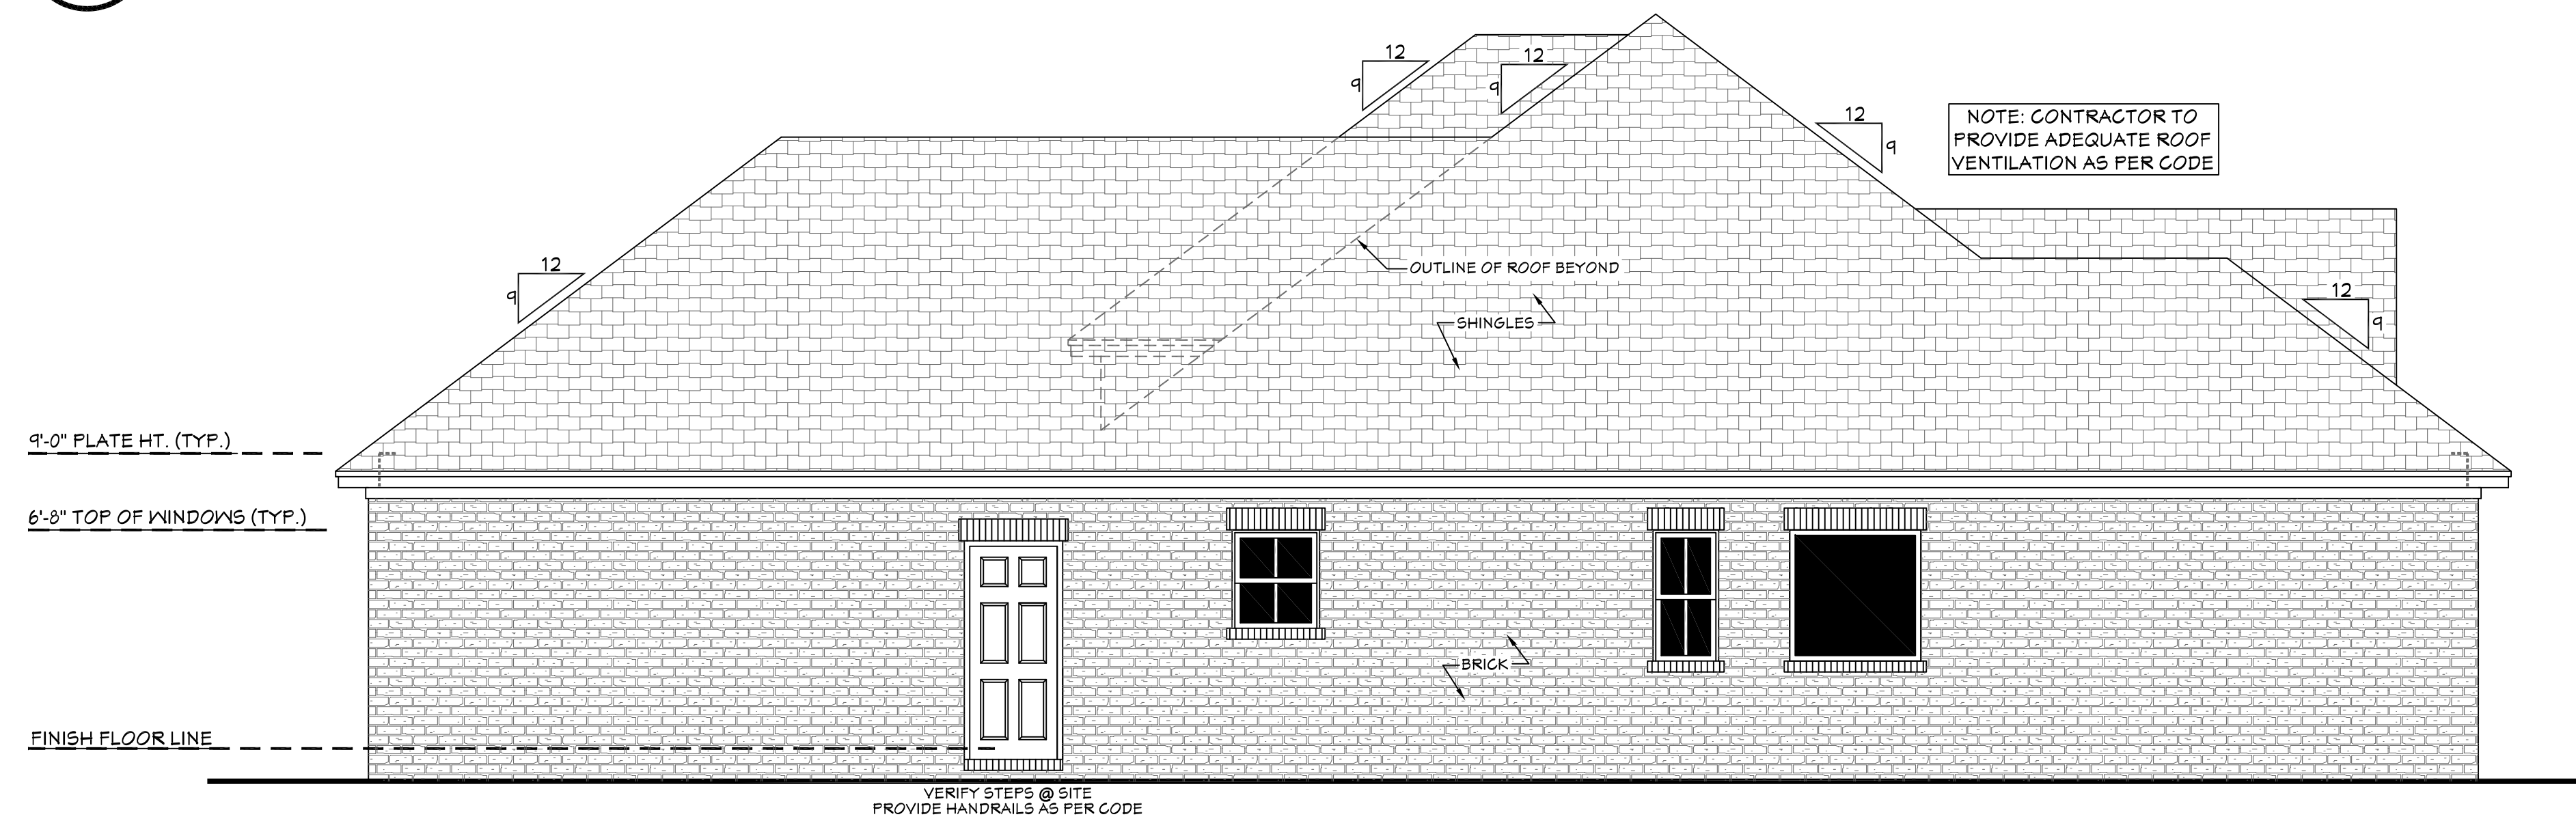 12
9
12
9
12
9
NOTE: CONTRACTOR TO
PROVIDE ADEQUATE ROOF
VENTILATION AS PER CODE
12
9
OUTLINE OF ROOF BEYOND
12
9
SHINGLES
9'-0" PLATE HT. (TYP.)
6'-8" TOP OF WINDOWS (TYP.)
BRICK
FINISH FLOOR LINE
VERIFY STEPS @ SITE
PROVIDE HANDRAILS AS PER CODE